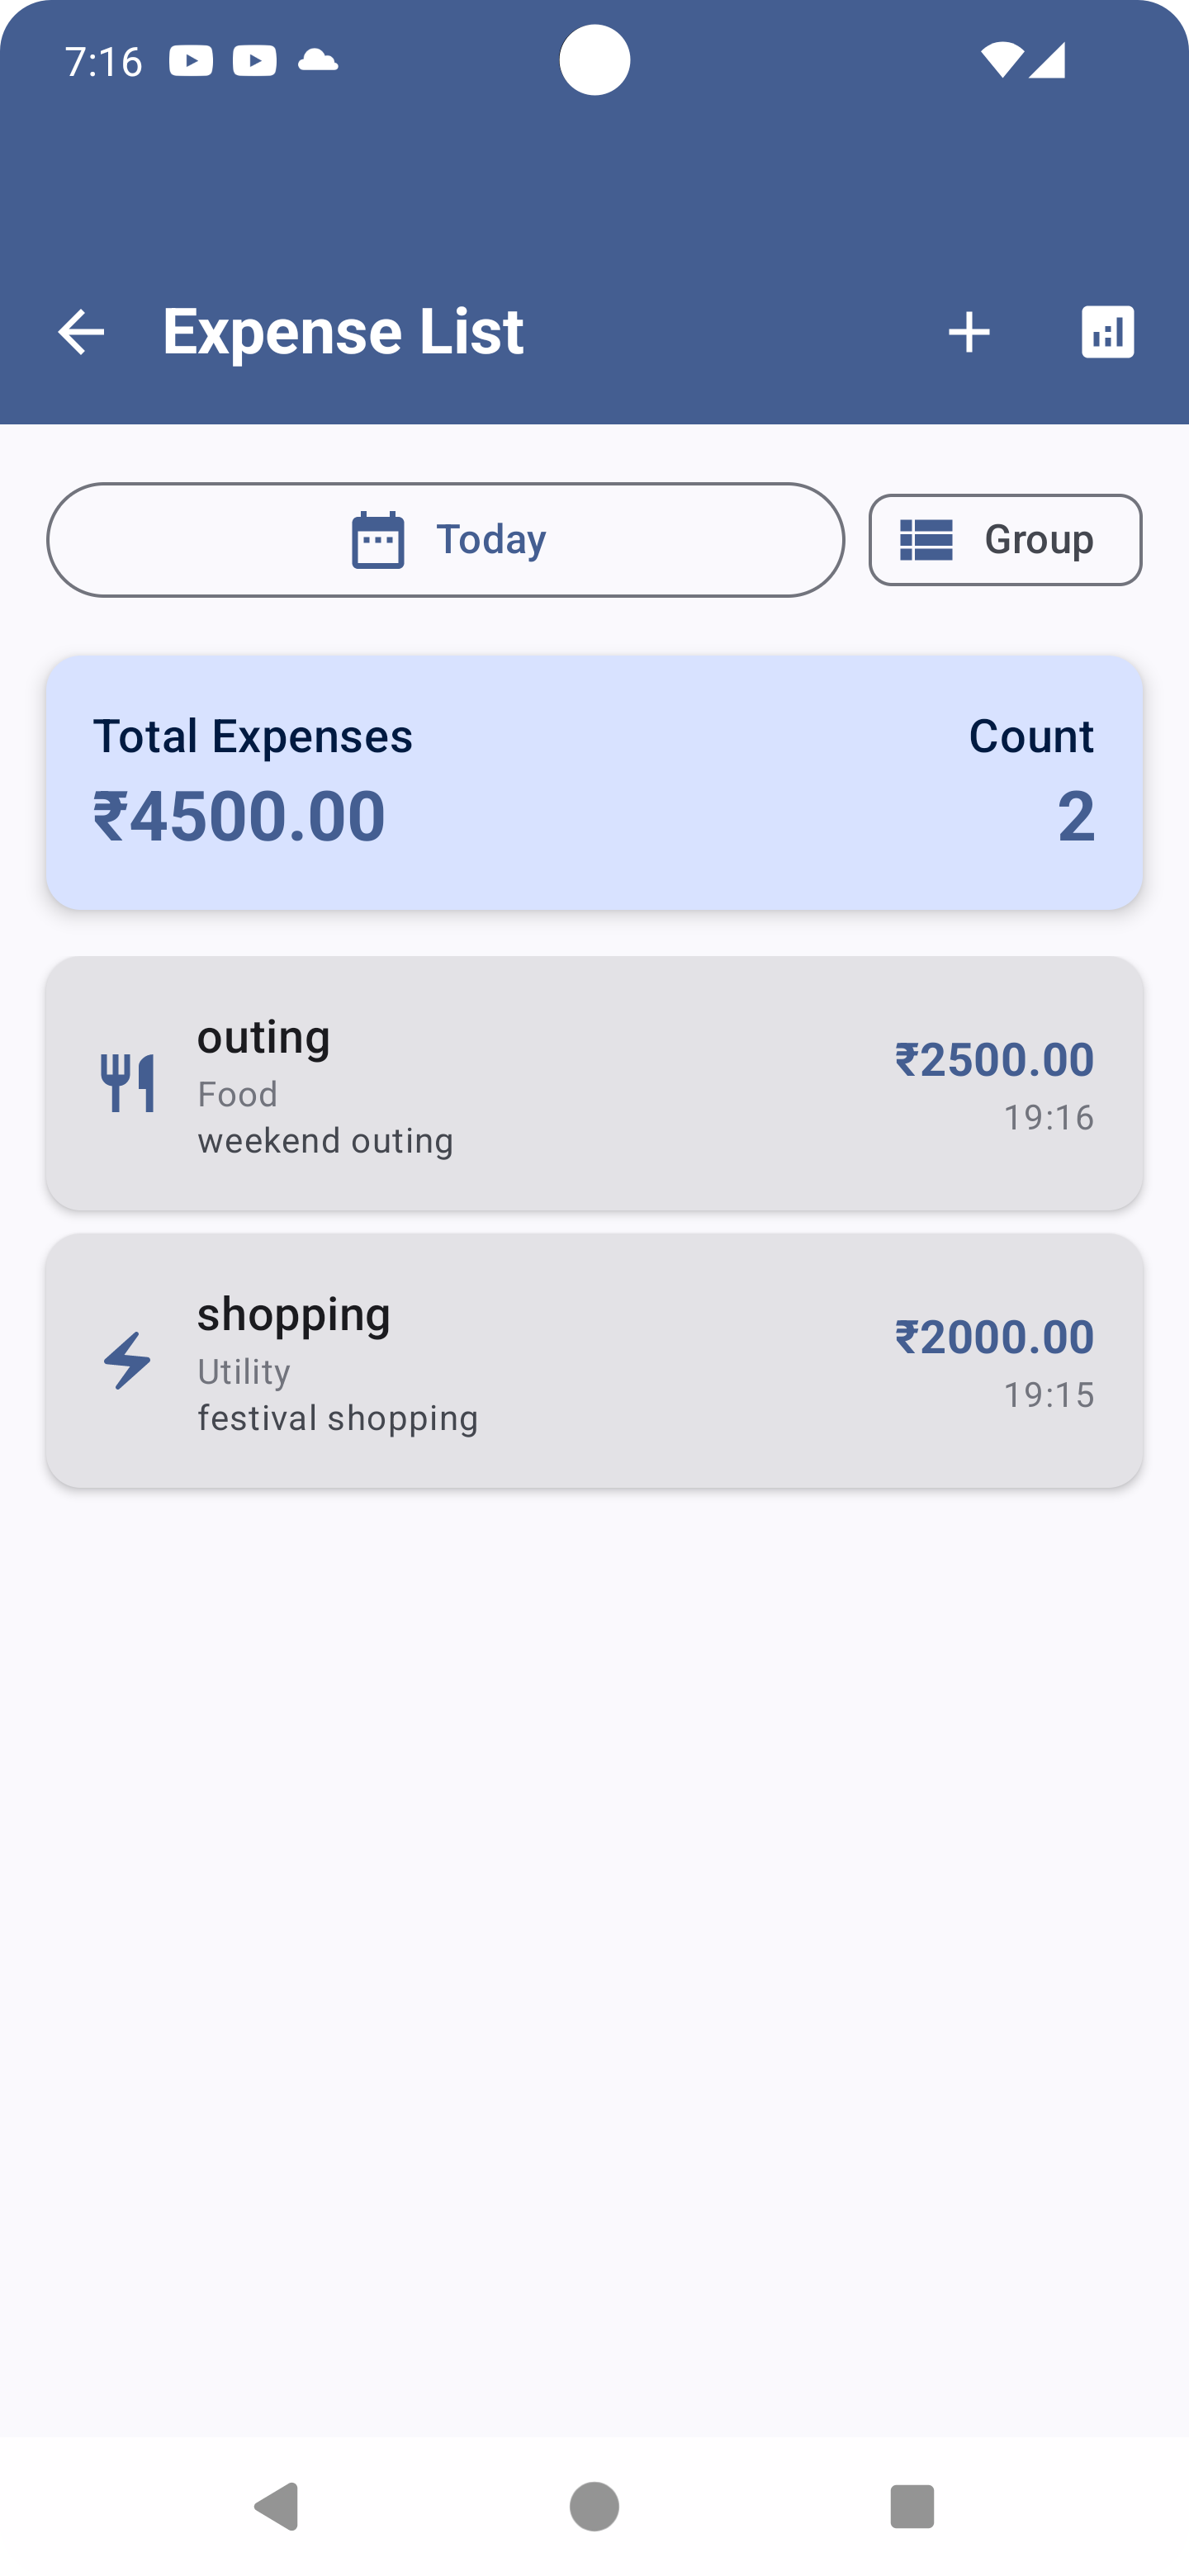 7:16
Expense List
Today
Group
Total Expenses
Count
₹4500.00
2
outing
Food
weekend outing
₹2500.00
19:16
shopping
Utility
festival shopping
₹2000.00
19:15